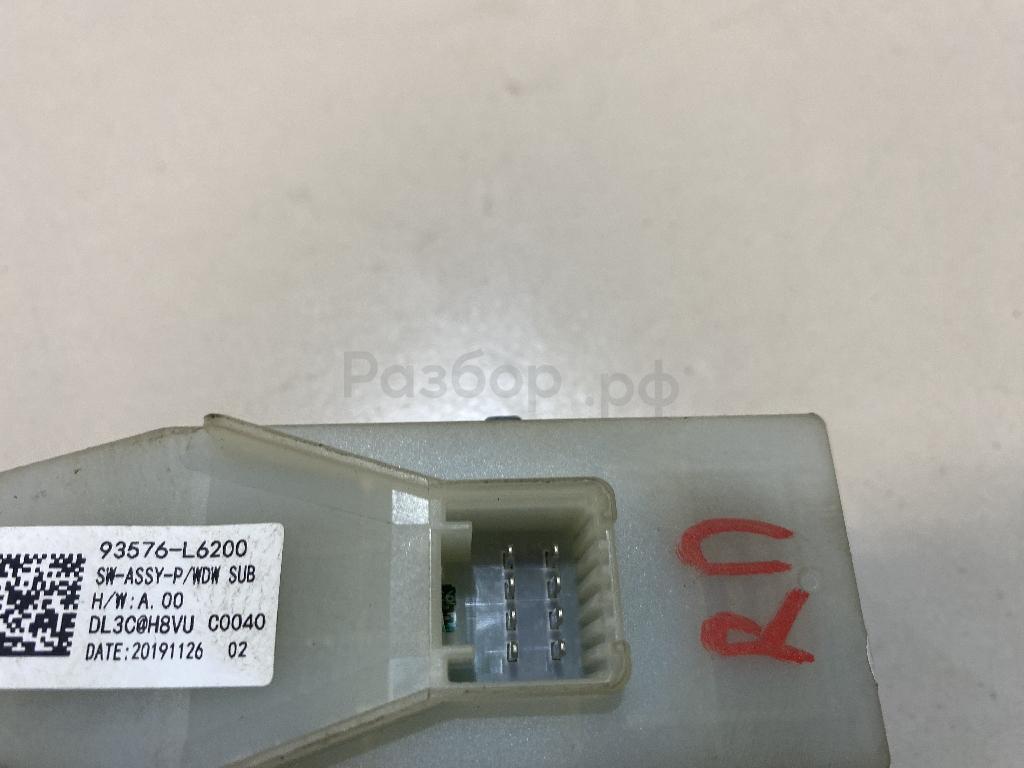 Разбор.рф
93576-L6200
SW-ASSY-P/WDW SUB
H/W:A.00
DL3C@H8VU C0040
DATE:20191126 02
RП